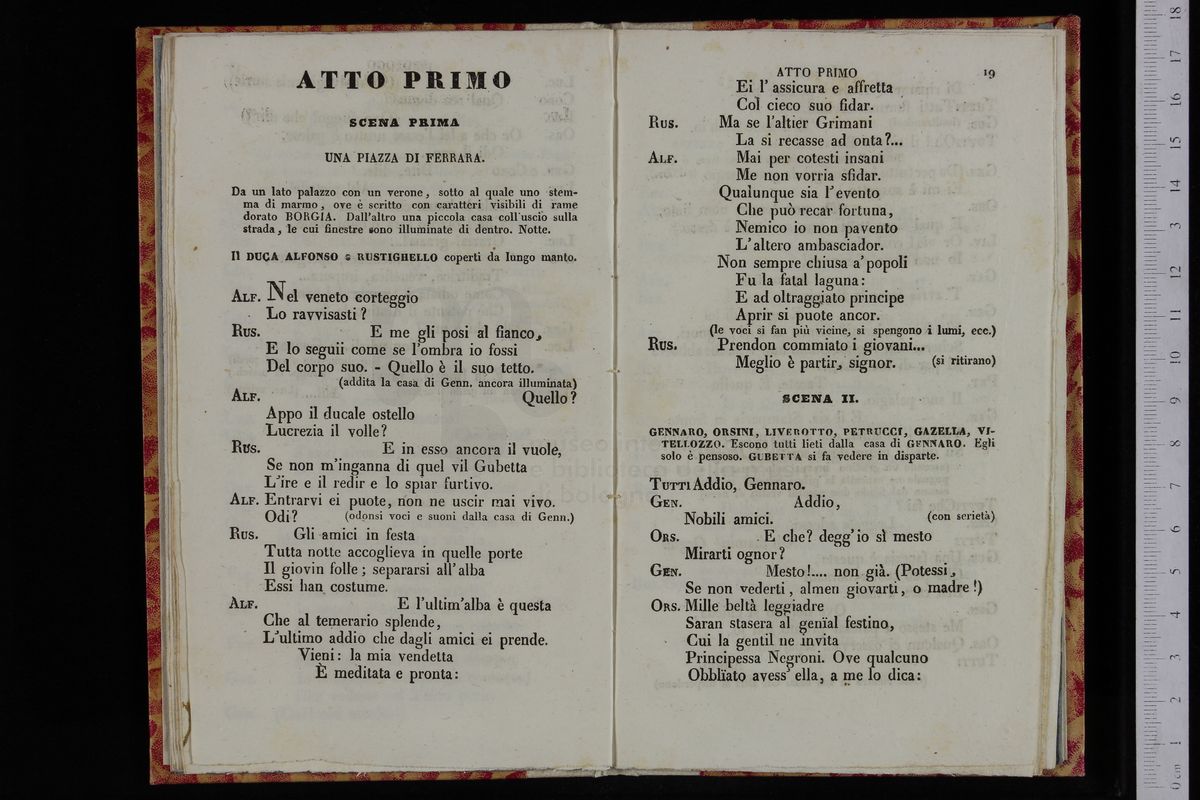 ATTO PRIMO
SCENA PRIMA
UNA PIAZZA DI FERRARA.
Da un lato palazzo con un verone, sotto al quale uno stem-
ma di marmo, ove è scritto con caratteri visibili di rame
dorato BORGIA. Dall'altro una piccola casa coll'uscio sulla
strada, le cui finestre sono illuminate di dentro. Notte.
Il DUCA ALFONSO e RUSTIGHELLO coperti da lungo manto.
ALF. Nel veneto corteggio
Lo ravvisasti?
RUS. E me gli posi al fianco,
E lo seguii come se l'ombra io fossi
Del corpo suo. - Quello è il suo tetto.
(addita la casa di Genn. ancora illuminata)
ALF. Quello?
Appo il ducale ostello
Lucrezia il volle?
RUS. E in esso ancora il vuole,
Se non m'inganna di quel vil Gubetta
L'ire e il redir e lo spiar furtivo.
ALF. Entrarvi ei puote, non ne uscir mai vivo.
Odi? (odonsi voci e suoni dalla casa di Genn.)
RUS. Gli amici in festa
Tutta notte accoglieva in quelle porte
Il giovin folle; separarsi all'alba
Essi han costume.
ALF. E l'ultim'alba è questa
Che al temerario splende,
L'ultimo addio che dagli amici ei prende.
Vieni: la mia vendetta
È meditata e pronta:
ATTO PRIMO 19
Ei l'assicura e affretta
Col cieco suo fidar.
RUS. Ma se l'altier Grimani
La si recasse ad onta?...
ALF. Mai per cotesti insani
Me non vorria sfidar.
Qualunque sia l'evento
Che può recar fortuna,
Nemico io non pavento
L'altero ambasciador.
Non sempre chiusa a' popoli
Fu la fatal laguna:
E ad oltraggiato principe
Aprir si puote ancor.
(le voci si fan più vicine, si spengono i lumi, ecc.)
RUS. Prendon commiato i giovani...
Meglio è partir, signor. (si ritirano)
SCENA II.
GENNARO, ORSINI, LIVEROTTO, PETRUCCI, GAZELLA, VI-
TELLOZZO. Escono tutti lieti dalla casa di GENNARO. Egli
solo è pensoso. GUBETTA si fa vedere in disparte.
TUTTI Addio, Gennaro.
GEN. Addio,
Nobili amici. (con serietà)
ORS. E che? degg'io sì mesto
Mirarti ognor?
GEN. Mesto!.... non già. (Potessi,
Se non vederti, almen giovarti, o madre!)
ORS. Mille beltà leggiadre
Saran stasera al genïal festino,
Cui la gentil ne invita
Principessa Negroni. Ove qualcuno
Obblïato avess' ella, a me lo dica: